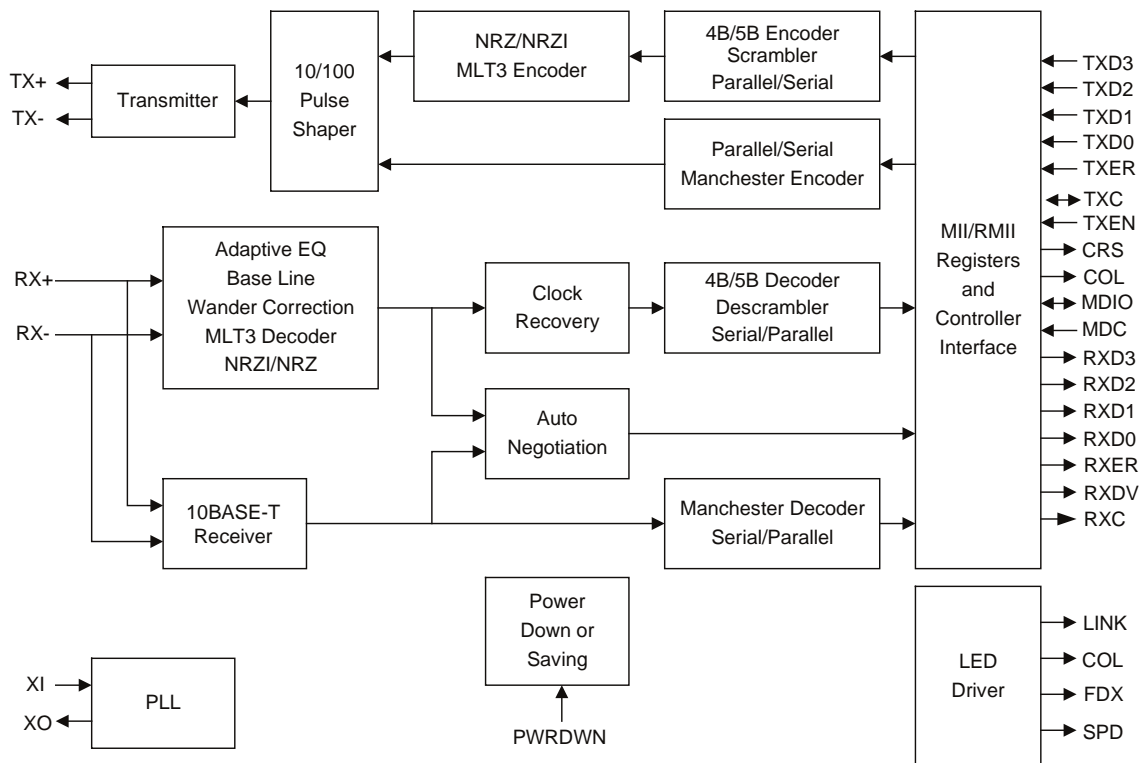 TX+
TX-
Transmitter
10/100
Pulse
Shaper
NRZ/NRZI
MLT3 Encoder
4B/5B Encoder
Scrambler
Parallel/Serial
Parallel/Serial
Manchester Encoder
RX+
RX-
Adaptive EQ
Base Line
Wander Correction
MLT3 Decoder
NRZI/NRZ
Clock
Recovery
4B/5B Decoder
Descrambler
Serial/Parallel
Auto
Negotiation
10BASE-T
Receiver
Manchester Decoder
Serial/Parallel
MII/RMII
Registers
and
Controller
Interface
TXD3
TXD2
TXD1
TXD0
TXER
TXC
TXEN
CRS
COL
MDIO
MDC
RXD3
RXD2
RXD1
RXD0
RXER
RXDV
RXC
Power
Down or
Saving
PWRDWN
XI
XO
PLL
LED
Driver
LINK
COL
FDX
SPD